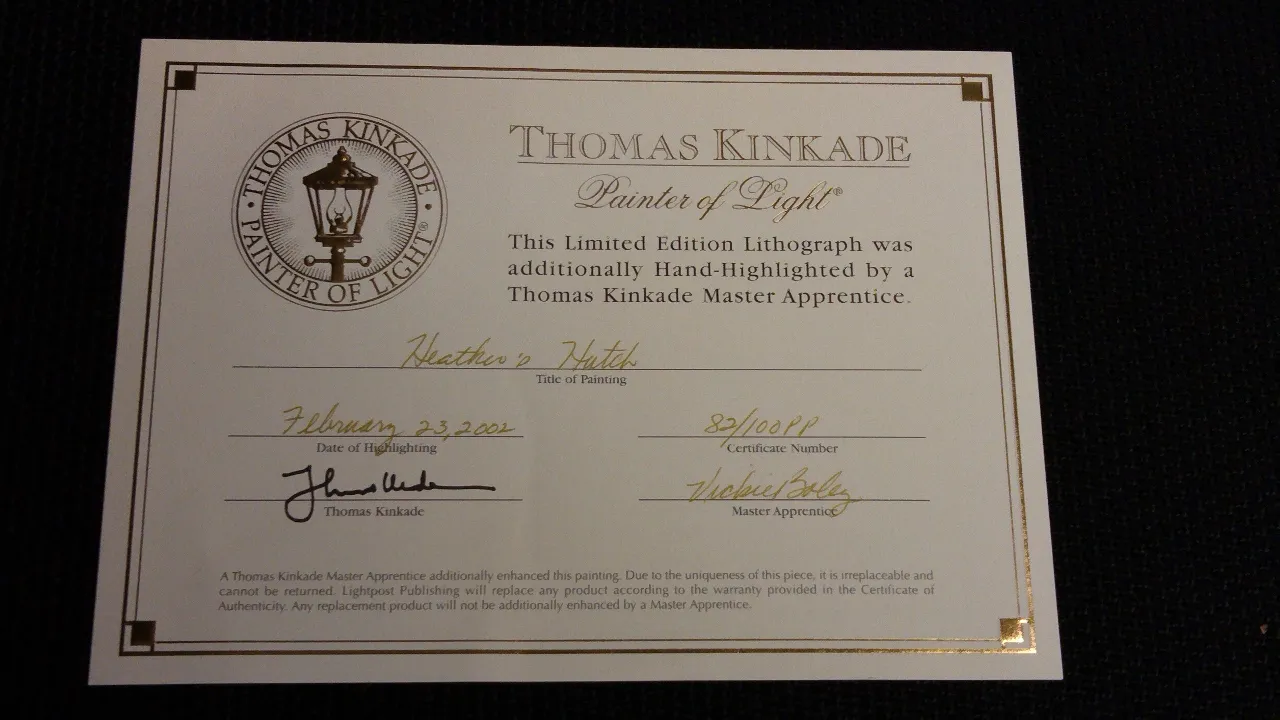 · THOMAS KINKADE ·
PAINTER OF LIGHT®
THOMAS KINKADE
Painter of Light®
This Limited Edition Lithograph was
additionally Hand-Highlighted by a
Thomas Kinkade Master Apprentice.
Heather's Hutch
Title of Painting
February 23, 2002
Date of Highlighting
82/100PP
Certificate Number
Thomas Kinkade
Vickie Boley
Master Apprentice
A Thomas Kinkade Master Apprentice additionally enhanced this painting. Due to the uniqueness of this piece, it is irreplaceable and
cannot be returned. Lightpost Publishing will replace any product according to the warranty provided in the Certificate of
Authenticity. Any replacement product will not be additionally enhanced by a Master Apprentice.